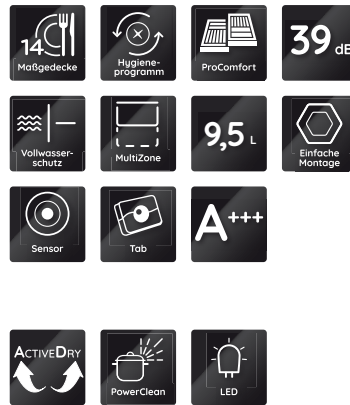 14
Maßgedecke
Hygiene-
programm
ProComfort
39 dB
Vollwasser-
schutz
MultiZone
9,5 L
Einfache
Montage
Sensor
Tab
A+++
ACTIVEDRY
PowerClean
LED